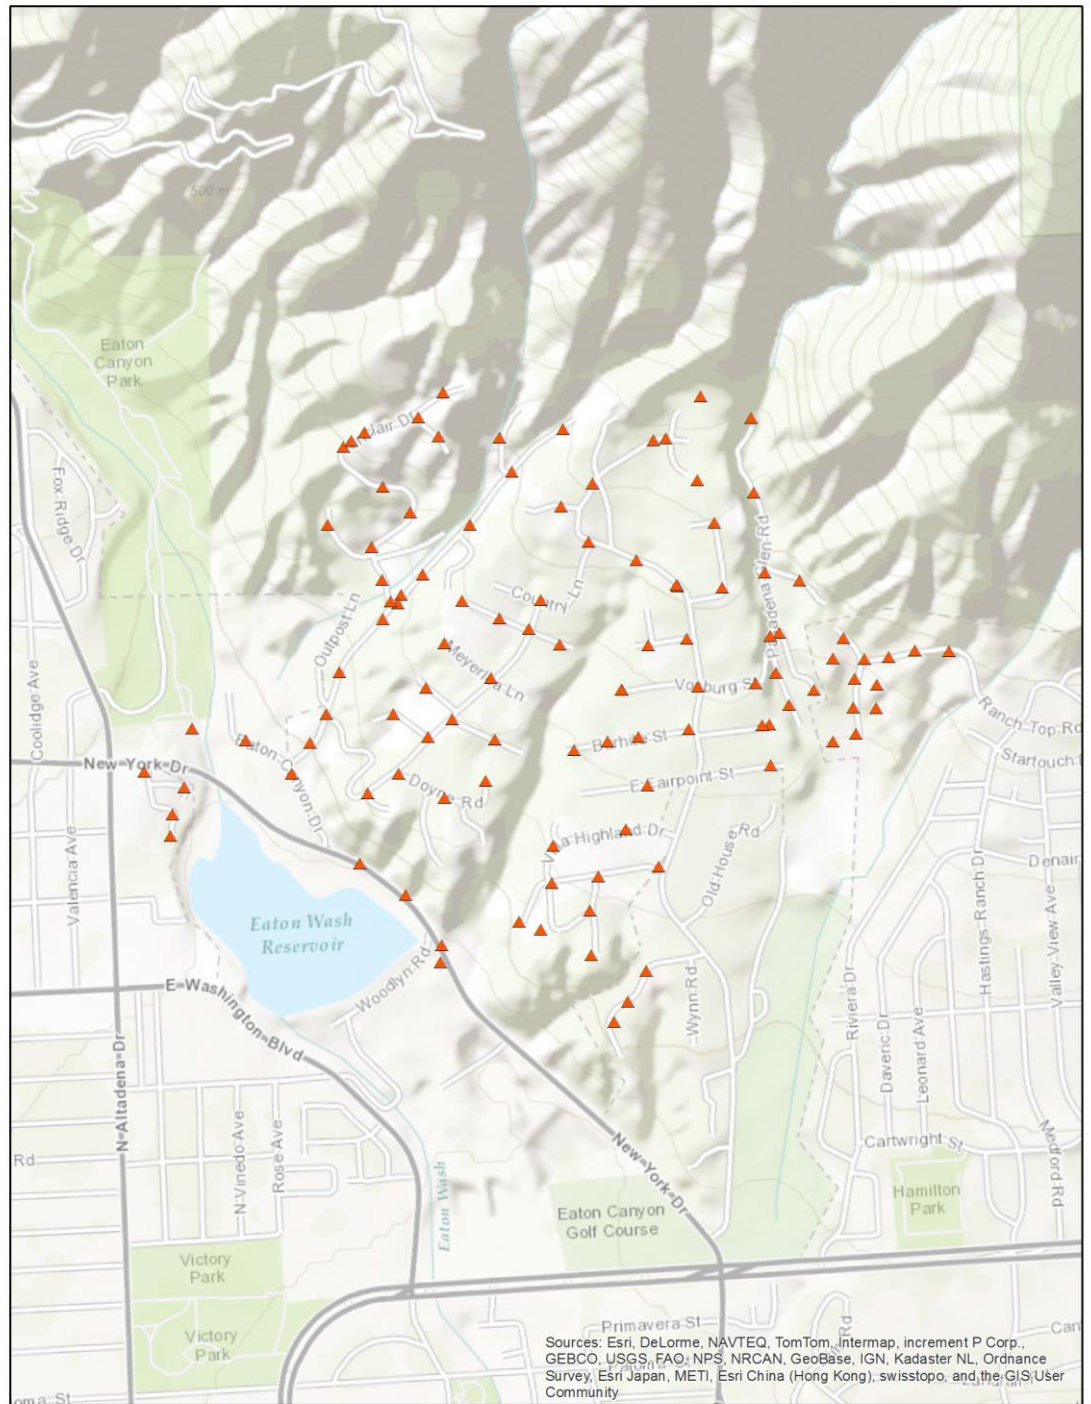 500 m
Eaton
Canyon
Park
Fox Ridge Dr
Coolidge Ave
New York Dr
Valencia Ave
Outpost Ln
Country Ln
Meyerlea Ln
Eaton Canyon Dr
Doyne Rd
Pasadena Glen Rd
Vosburg St
Barhite St
E Fairpoint St
Villa Highland Dr
Old House Rd
Ranch Top Rd
Startouch
Denair
Hastings Ranch Dr
Valley View Ave
Eaton Wash
Reservoir
Woodlyn Rd
E Washington Blvd
N Altadena Dr
Wynn Rd
Riviera Dr
Daveric Dr
Leonard Ave
Medford Rd
Cartwright St
Hamilton
Park
N Vinedo Ave
Rose Ave
Rd
Eaton Wash
New York Dr
Eaton Canyon
Golf Course
Victory
Park
Victory
Park
Primavera St
Rd
Sources: Esri, DeLorme, NAVTEQ, TomTom, Intermap, increment P Corp.,
GEBCO, USGS, FAO, NPS, NRCAN, GeoBase, IGN, Kadaster NL, Ordnance
Survey, Esri Japan, METI, Esri China (Hong Kong), swisstopo, and the GIS User
Community